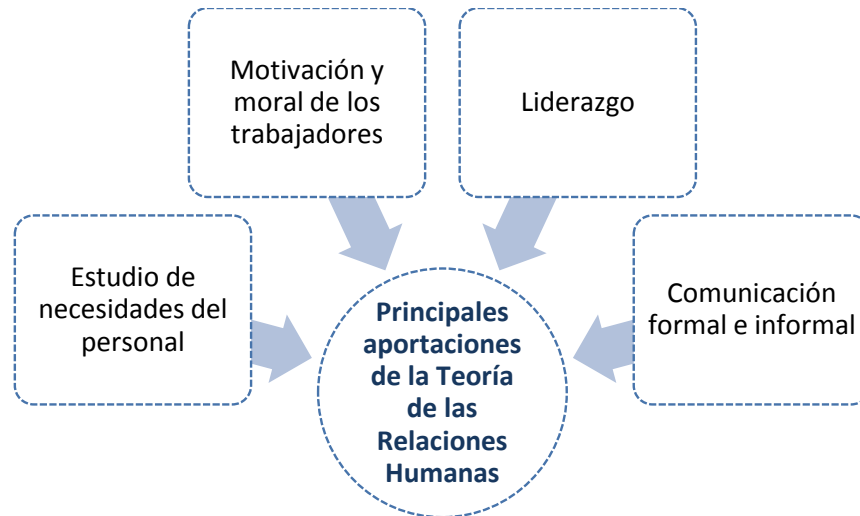 Motivación y
moral de los
trabajadores
Liderazgo
Estudio de
necesidades del
personal
Comunicación
formal e informal
Principales
aportaciones
de la Teoría
de las
Relaciones
Humanas